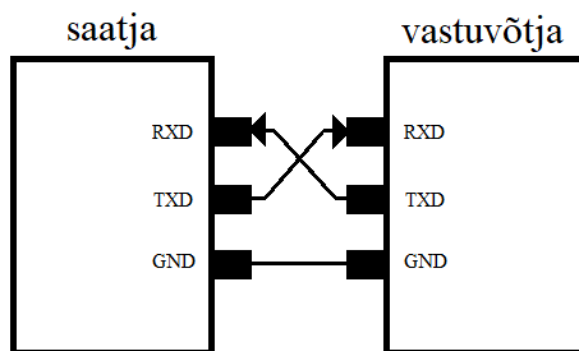 saatja
vastuvõtja
RXD
RXD
TXD
TXD
GND
GND